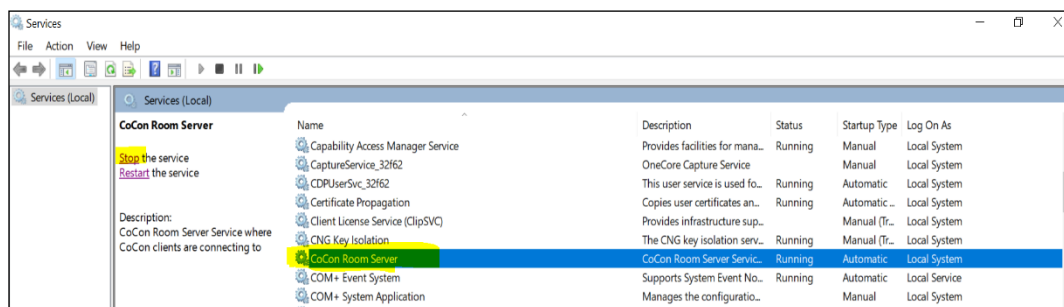 Services
File Action View Help
Services (Local)
Services (Local)
CoCon Room Server
Stop the service
Restart the service
Description:
CoCon Room Server Service where
CoCon clients are connecting to
Name Description Status Startup Type Log On As
Capability Access Manager Service Provides facilities for mana... Running Manual Local System
CaptureService_32f62 OneCore Capture Service Manual Local System
CDPUserSvc_32f62 This user service is used fo... Running Automatic Local System
Certificate Propagation Copies user certificates an... Running Automatic ... Local System
Client License Service (ClipSVC) Provides infrastructure sup... Manual (Tr... Local System
CNG Key Isolation The CNG key isolation serv... Running Manual (Tr... Local System
CoCon Room Server CoCon Room Server Servic... Running Automatic Local System
COM+ Event System Supports System Event No... Running Automatic Local Service
COM+ System Application Manages the configuratio... Manual Local System